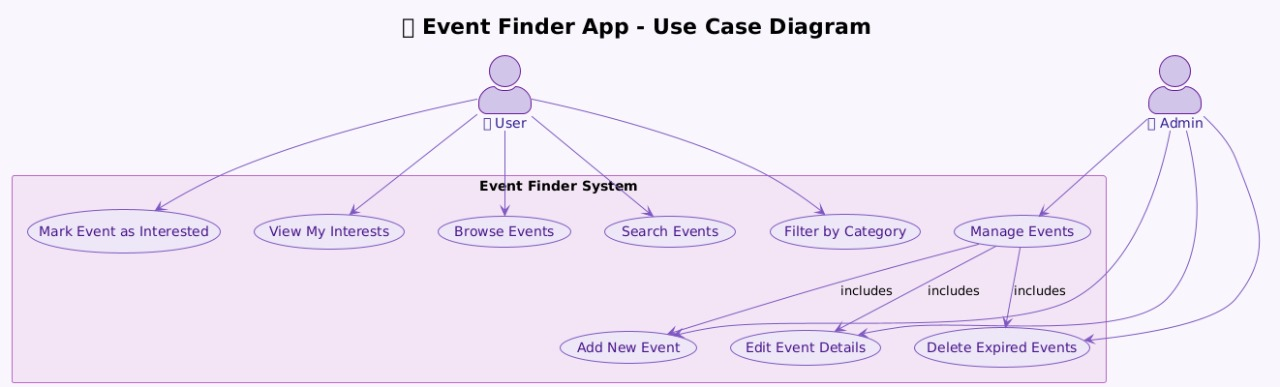 Event Finder App - Use Case Diagram
User
Admin
Event Finder System
Mark Event as Interested
View My Interests
Browse Events
Search Events
Filter by Category
Manage Events
includes
includes
includes
Add New Event
Edit Event Details
Delete Expired Events